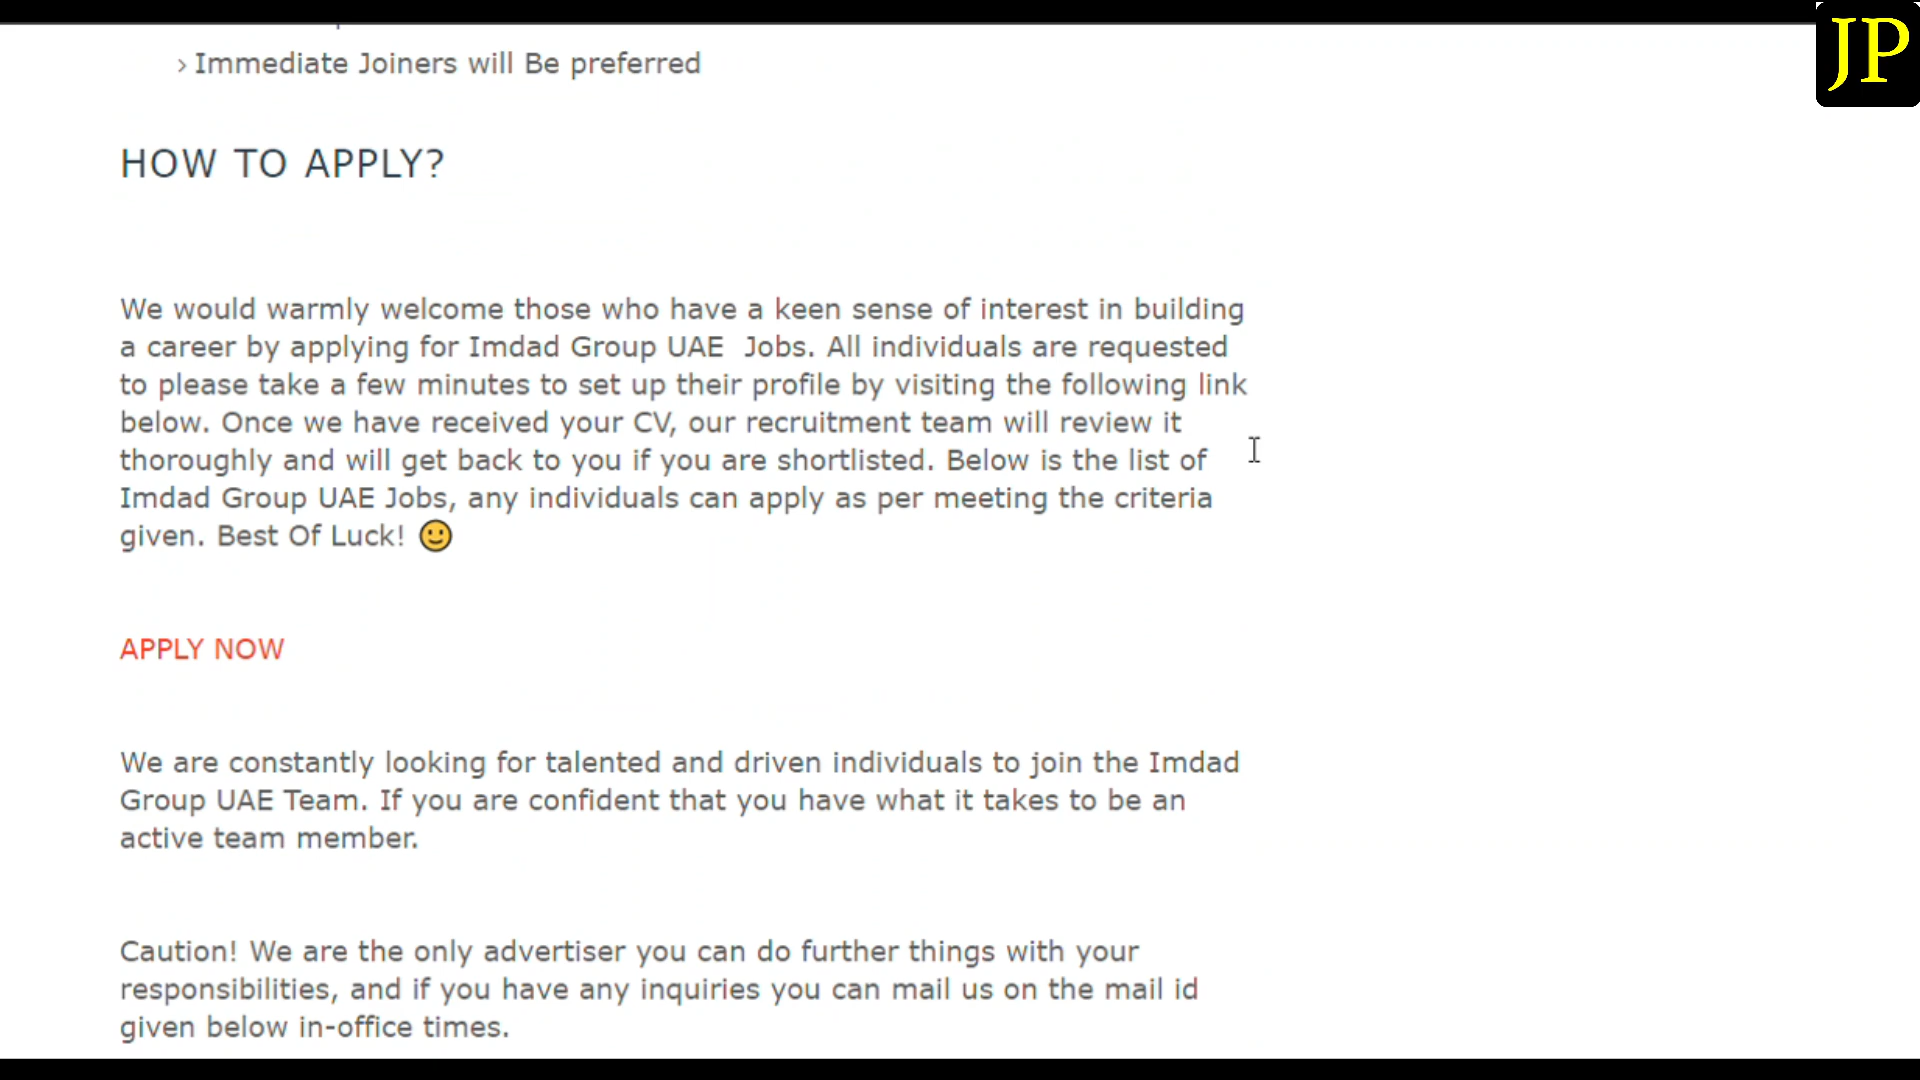 JP
› Immediate Joiners will Be preferred
HOW TO APPLY?
We would warmly welcome those who have a keen sense of interest in building
a career by applying for Imdad Group UAE  Jobs. All individuals are requested
to please take a few minutes to set up their profile by visiting the following link
below. Once we have received your CV, our recruitment team will review it
thoroughly and will get back to you if you are shortlisted. Below is the list of
Imdad Group UAE Jobs, any individuals can apply as per meeting the criteria
given. Best Of Luck! 🙂
APPLY NOW
We are constantly looking for talented and driven individuals to join the Imdad
Group UAE Team. If you are confident that you have what it takes to be an
active team member.
Caution! We are the only advertiser you can do further things with your
responsibilities, and if you have any inquiries you can mail us on the mail id
given below in-office times.